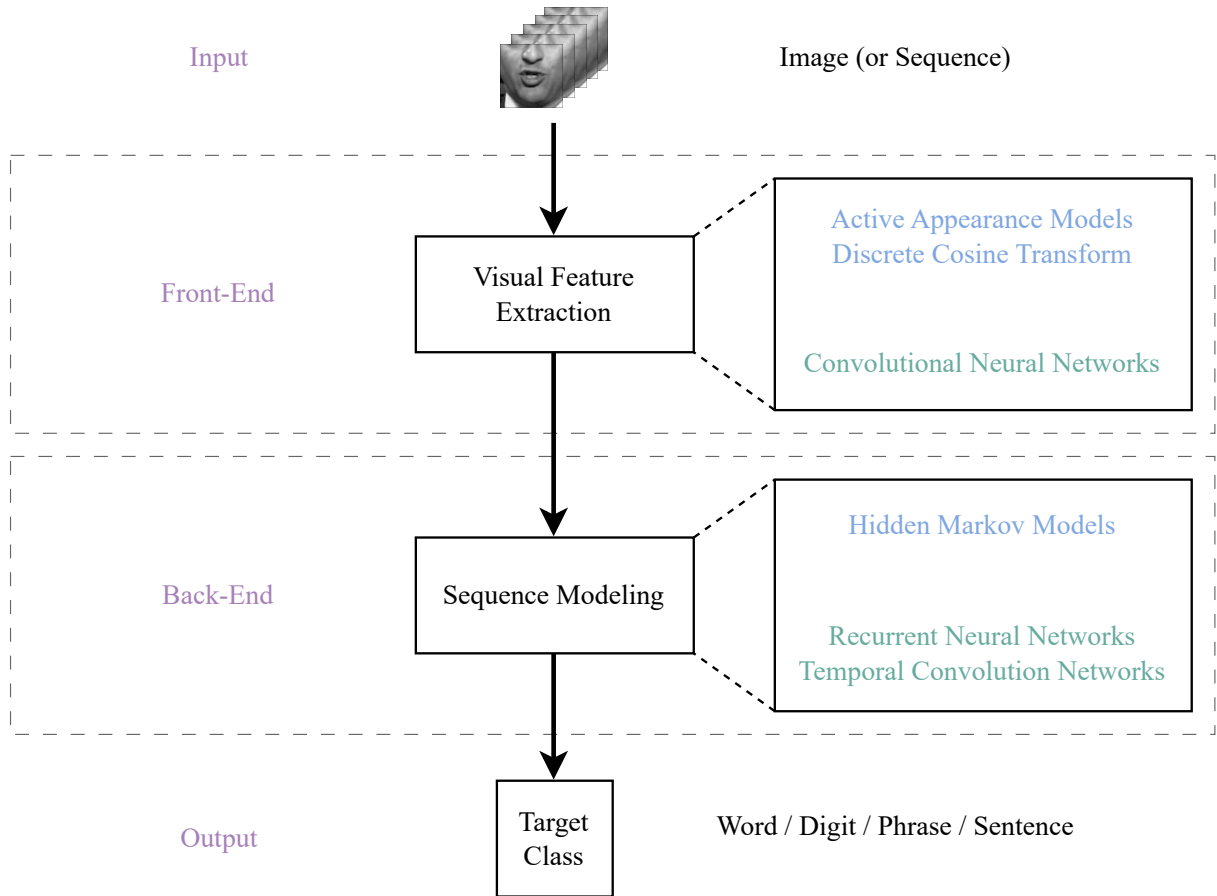 Input
Image (or Sequence)
Front-End
Visual Feature
Extraction
Active Appearance Models
Discrete Cosine Transform
Convolutional Neural Networks
Back-End
Sequence Modeling
Hidden Markov Models
Recurrent Neural Networks
Temporal Convolution Networks
Output
Target
Class
Word / Digit / Phrase / Sentence